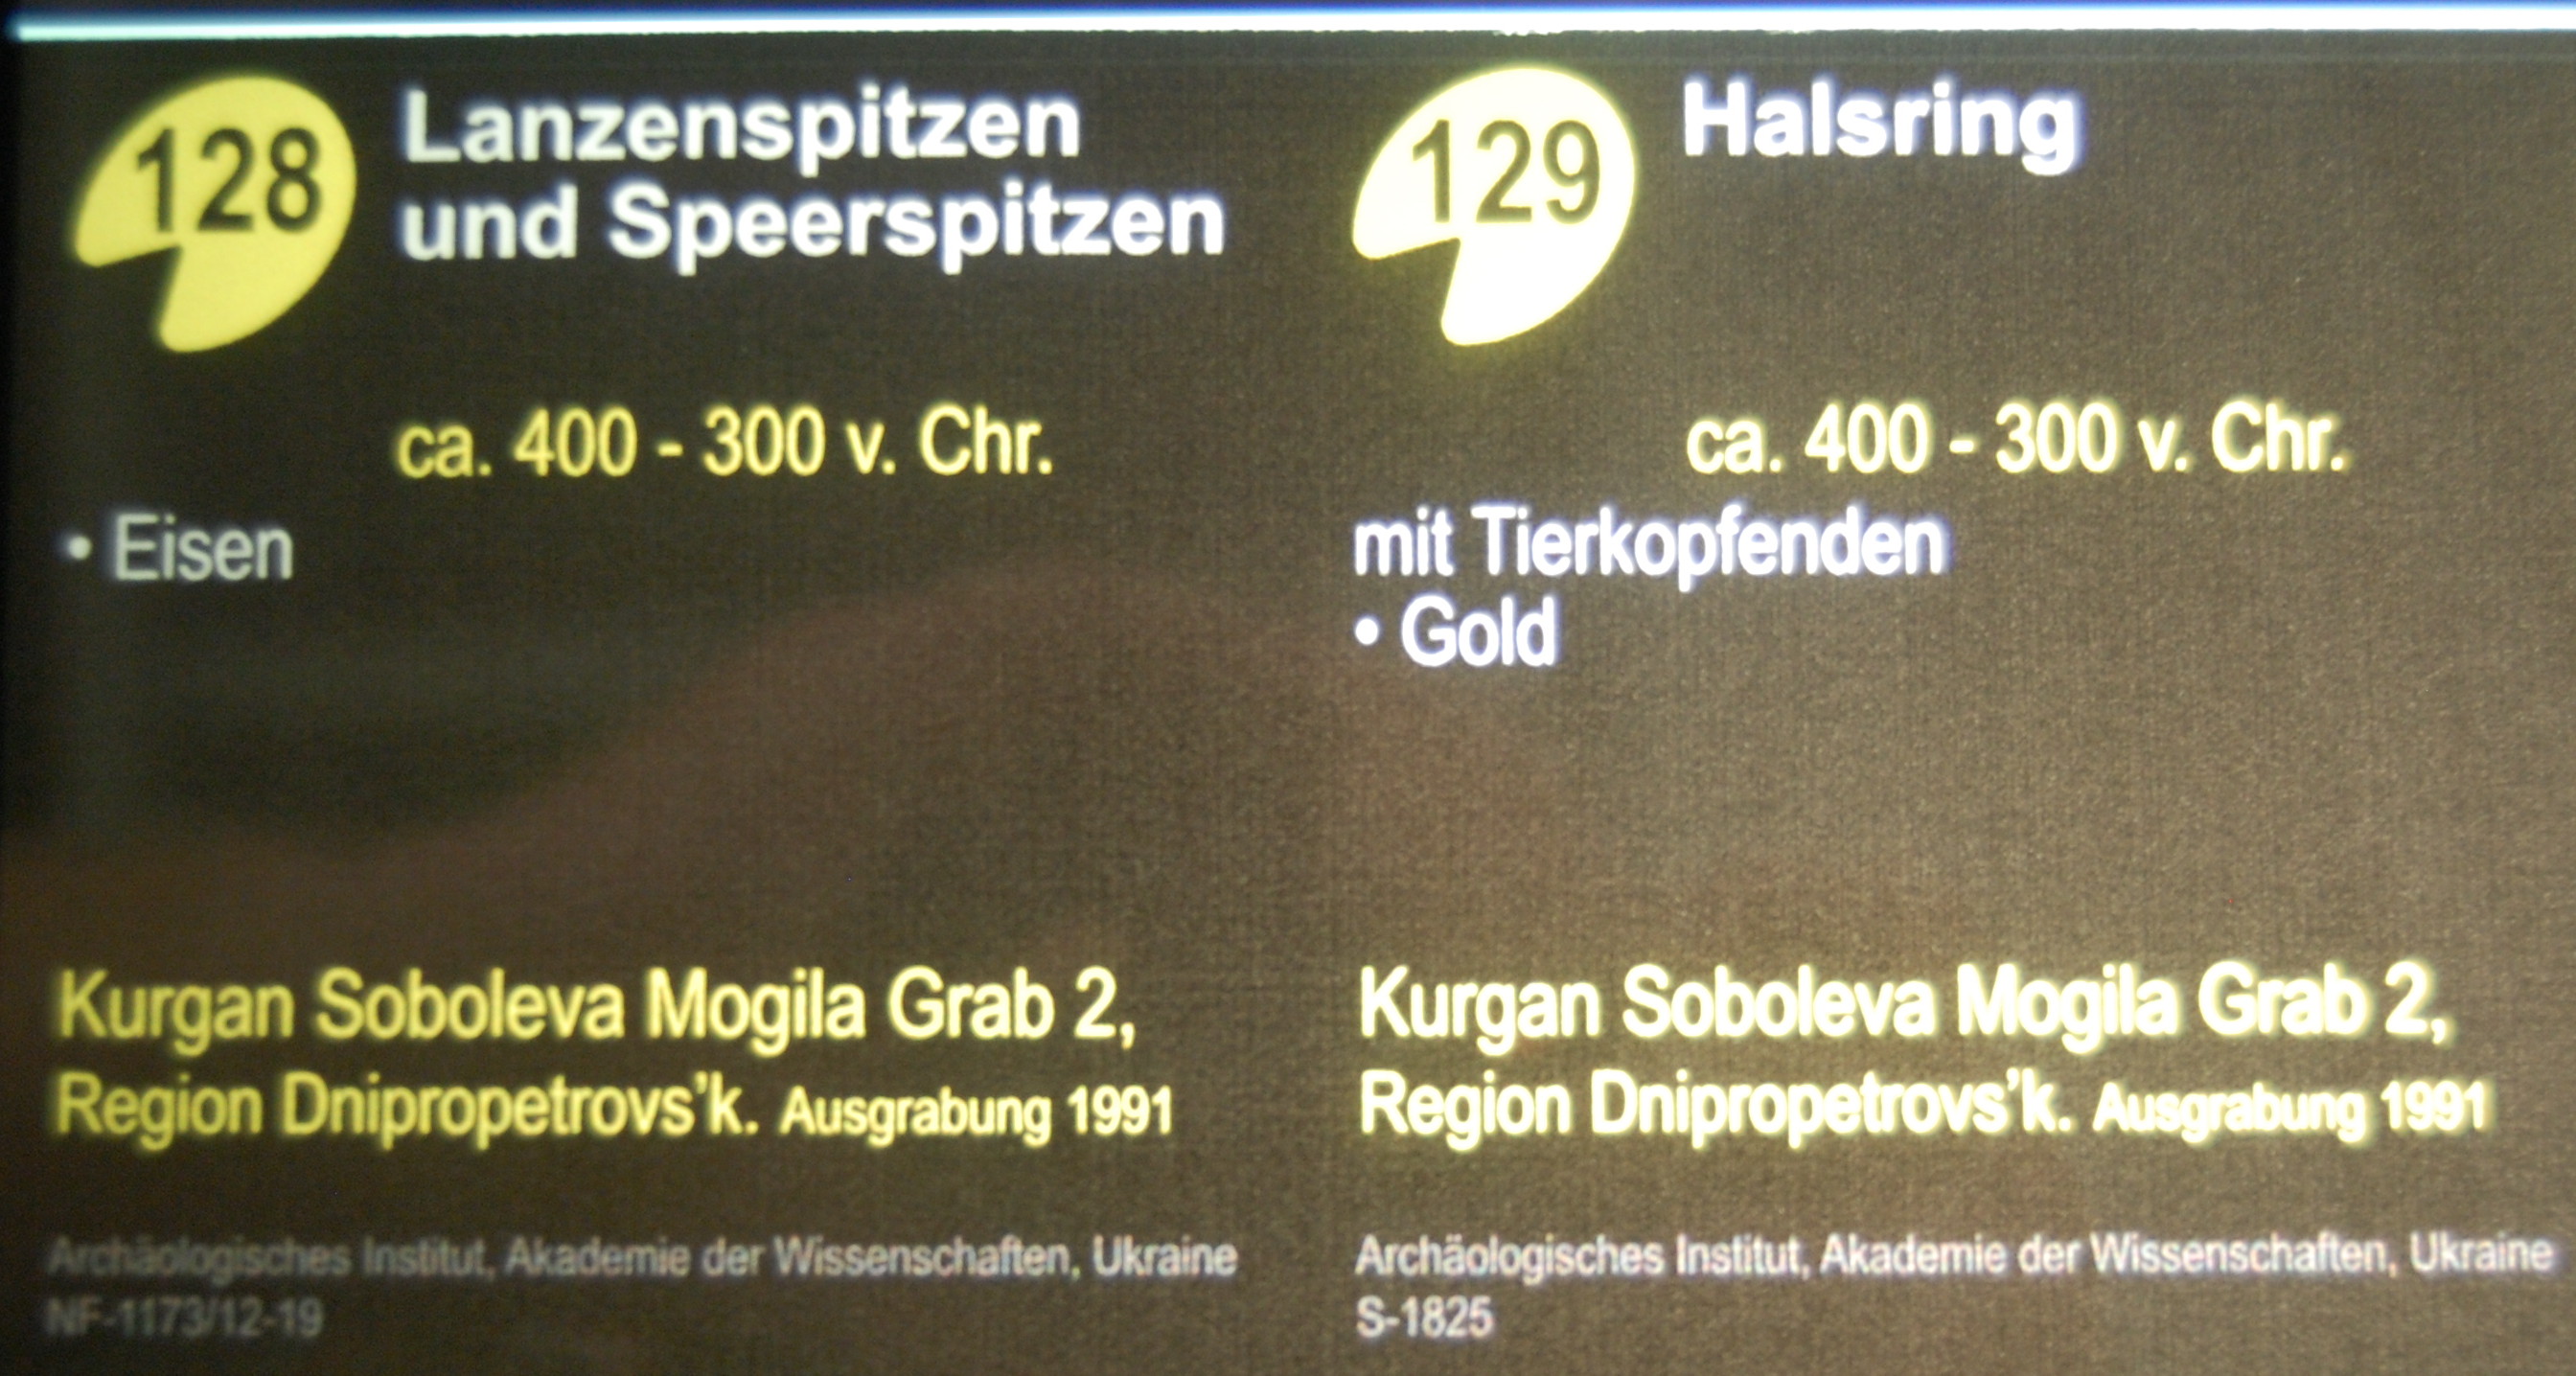 128
Lanzenspitzen
und Speerspitzen
ca. 400 - 300 v. Chr.
• Eisen
Kurgan Soboleva Mogila Grab 2,
Region Dnipropetrovs’k. Ausgrabung 1991
Archäologisches Institut, Akademie der Wissenschaften, Ukraine
NF-1173/12-19
129
Halsring
ca. 400 - 300 v. Chr.
mit Tierkopfenden
• Gold
Kurgan Soboleva Mogila Grab 2,
Region Dnipropetrovs’k. Ausgrabung 1991
Archäologisches Institut, Akademie der Wissenschaften, Ukraine
S-1825